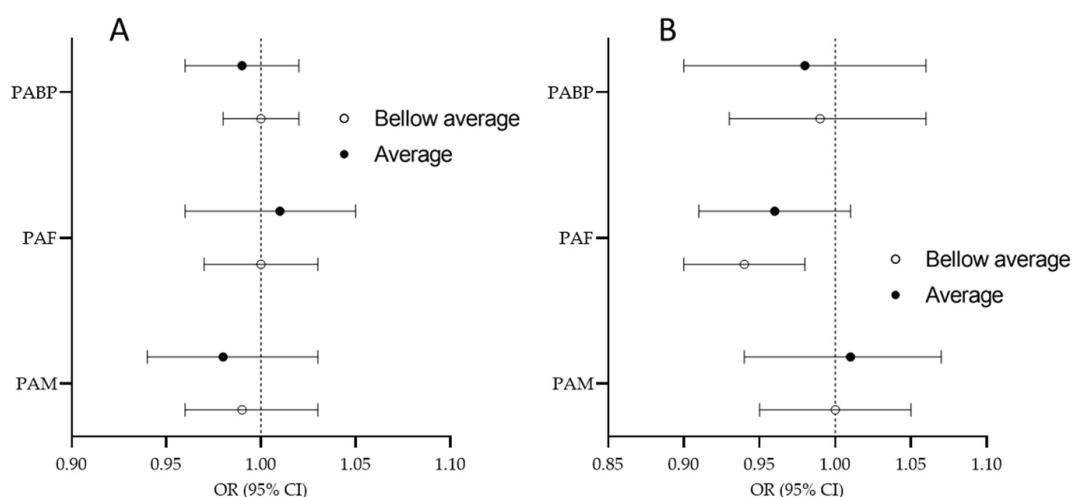 A
PABP
Bellow average
Average
PAF
PAM
0.90 0.95 1.00 1.05 1.10
OR (95% CI)
B
PABP
PAF
Bellow average
Average
PAM
0.85 0.90 0.95 1.00 1.05 1.10
OR (95% CI)